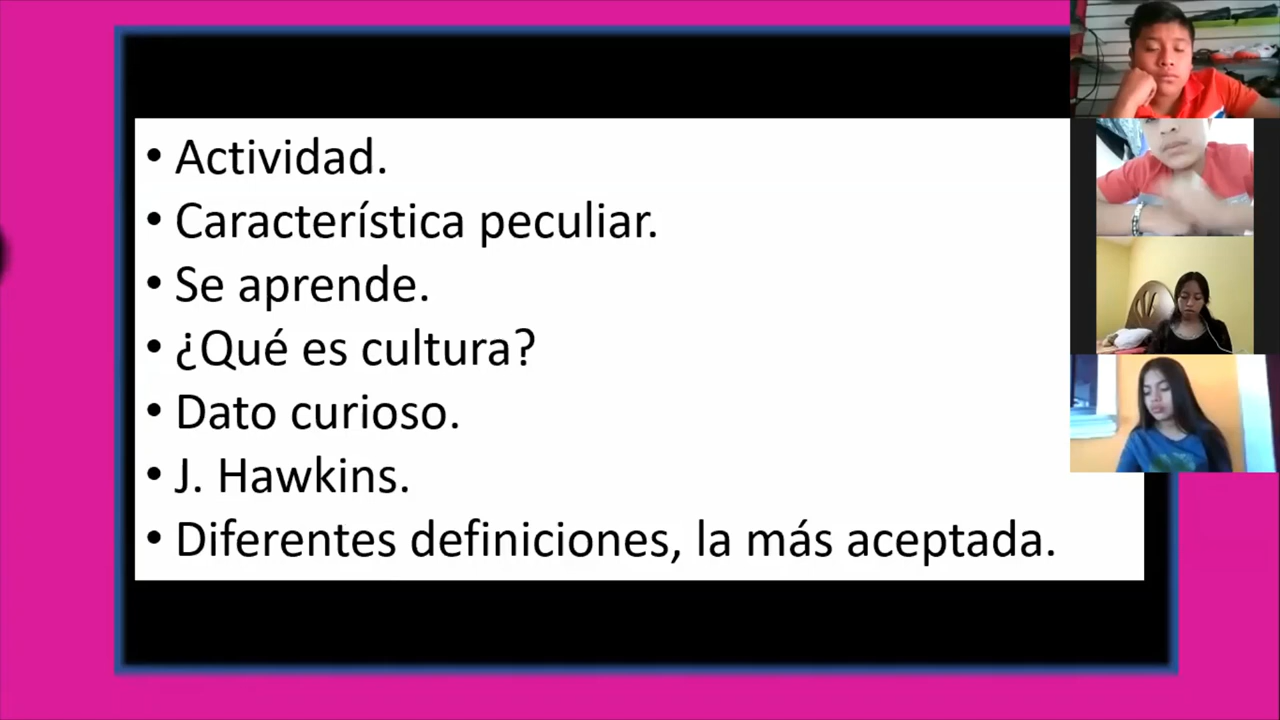 • Actividad.
• Característica peculiar.
• Se aprende.
• ¿Qué es cultura?
• Dato curioso.
• J. Hawkins.
• Diferentes definiciones, la más aceptada.